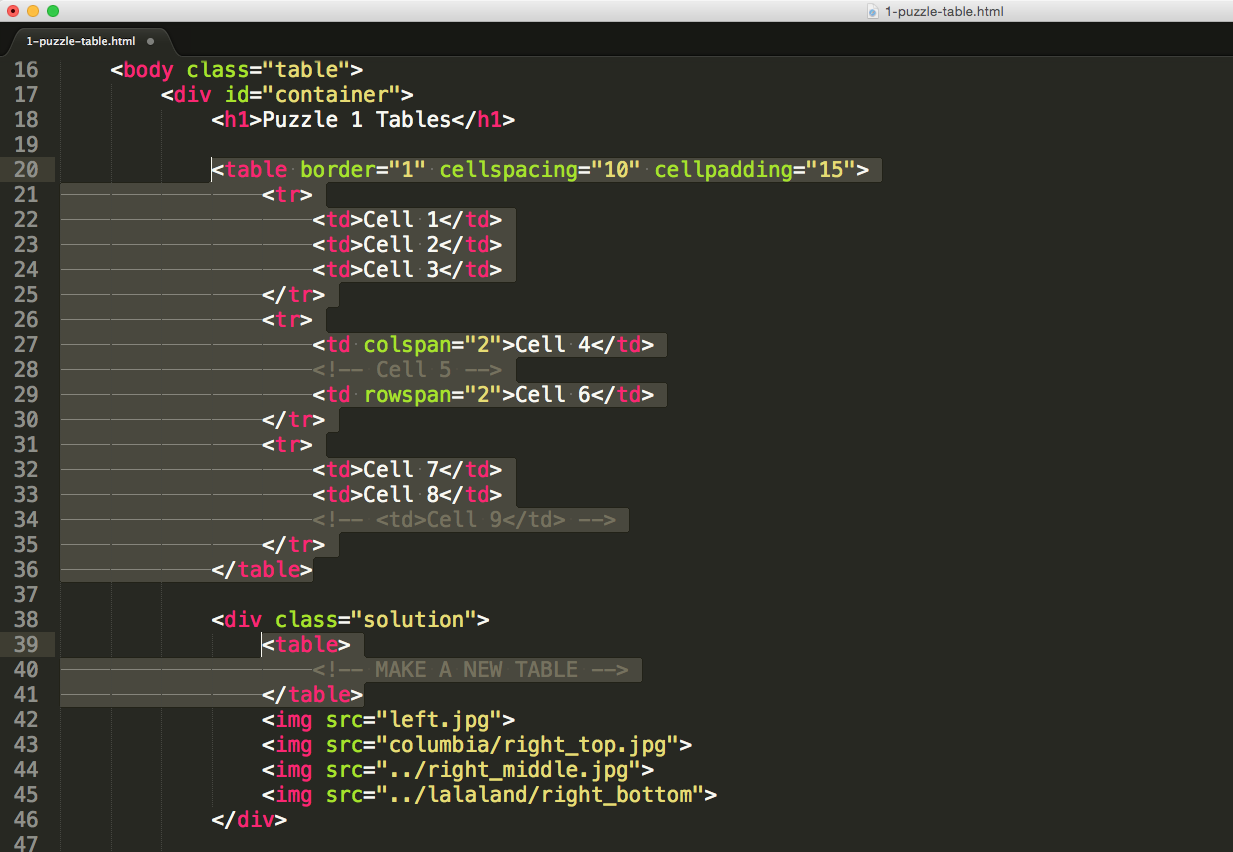 1-puzzle-table.html
1-puzzle-table.html
16 <body class="table">
17 <div id="container">
18 <h1>Puzzle 1 Tables</h1>
19
20 <table border="1" cellspacing="10" cellpadding="15">
21 <tr>
22 <td>Cell 1</td>
23 <td>Cell 2</td>
24 <td>Cell 3</td>
25 </tr>
26 <tr>
27 <td colspan="2">Cell 4</td>
28 <!-- Cell 5 -->
29 <td rowspan="2">Cell 6</td>
30 </tr>
31 <tr>
32 <td>Cell 7</td>
33 <td>Cell 8</td>
34 <!-- <td>Cell 9</td> -->
35 </tr>
36 </table>
37
38 <div class="solution">
39 <table>
40 <!-- MAKE A NEW TABLE -->
41 </table>
42 <img src="left.jpg">
43 <img src="columbia/right_top.jpg">
44 <img src="../right_middle.jpg">
45 <img src="../lalaland/right_bottom">
46 </div>
47